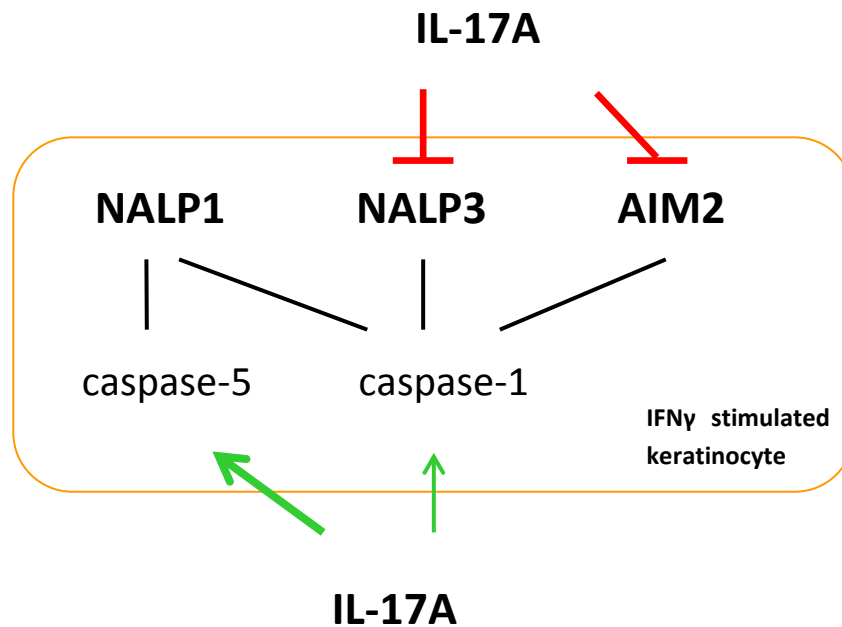 IL-17A
NALP1 NALP3 AIM2
caspase-5 caspase-1
IFNγ stimulated
keratinocyte
IL-17A